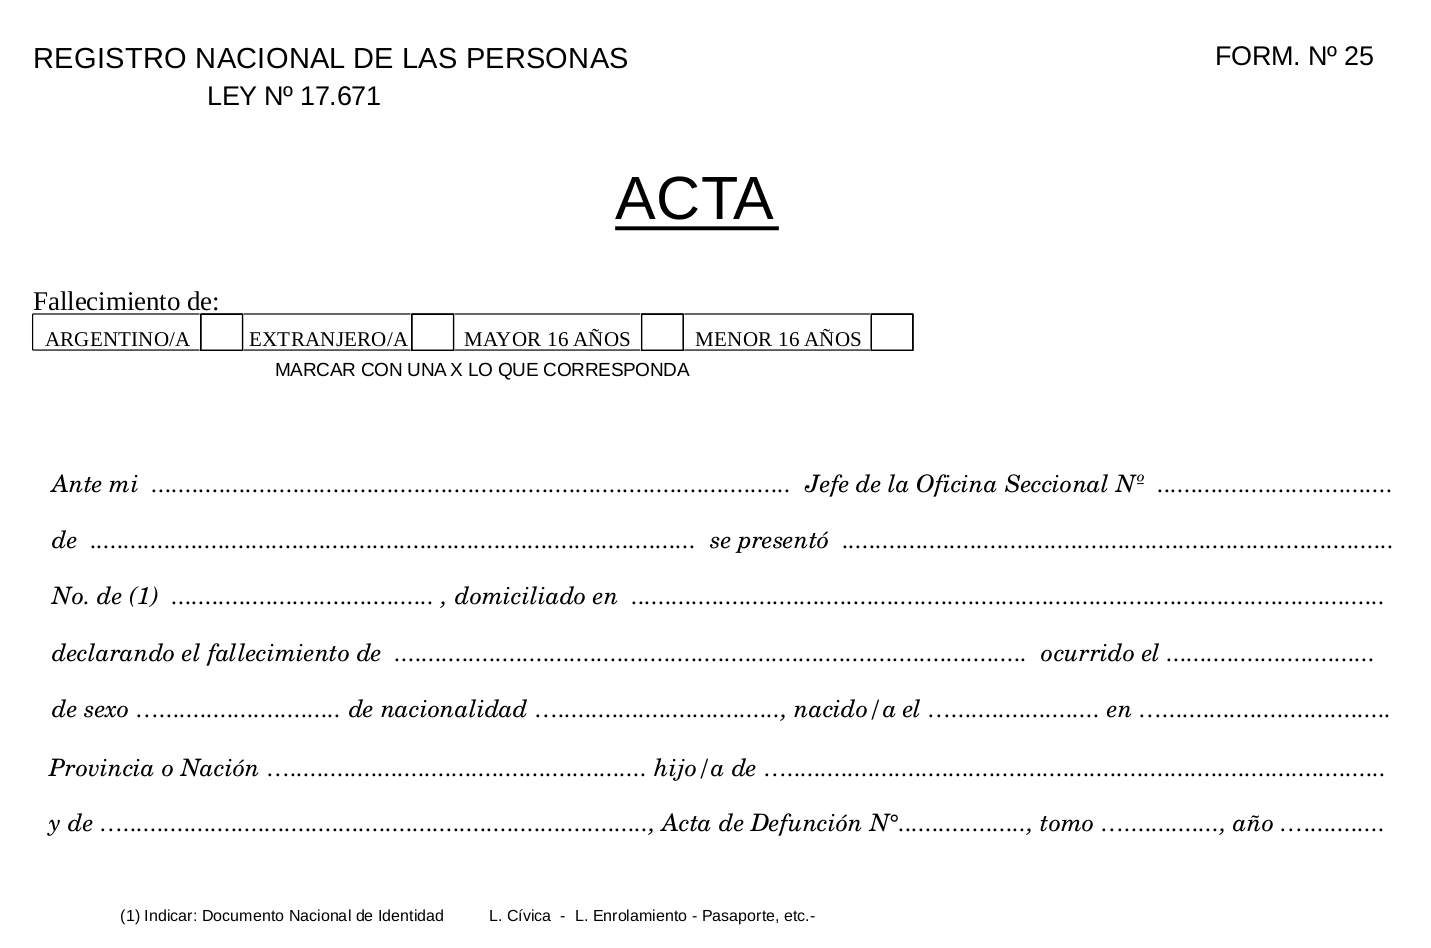 REGISTRO NACIONAL DE LAS PERSONAS FORM. Nº 25
LEY Nº 17.671
ACTA
Fallecimiento de:
ARGENTINO/A EXTRANJERO/A MAYOR 16 AÑOS MENOR 16 AÑOS
MARCAR CON UNA X LO QUE CORRESPONDA
Ante mi ................................................................................................ Jefe de la Oficina Seccional Nº ...................................
de ........................................................................................... se presentó ...................................................................................
No. de (1) ....................................... , domiciliado en .................................................................................................................
declarando el fallecimiento de ............................................................................................... ocurrido el ...............................
de sexo .............................. de nacionalidad ....................................., nacido/a el .......................... en ......................................
Provincia o Nación ......................................................... hijo/a de .............................................................................................
y de ..................................................................................., Acta de Defunción N°..................., tomo .................., año ................
(1) Indicar: Documento Nacional de Identidad L. Cívica - L. Enrolamiento - Pasaporte, etc.-